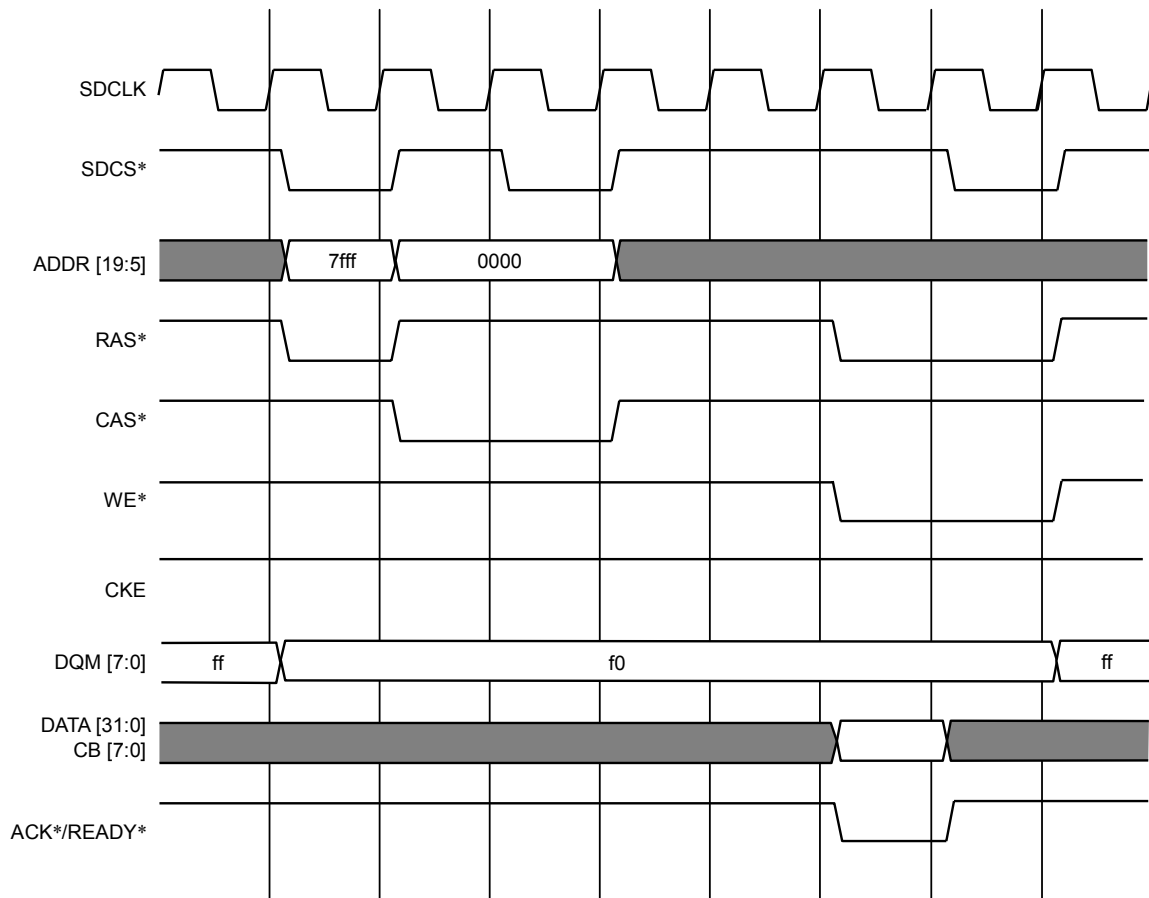 SDCLK
SDCS*
ADDR [19:5]
7fff
0000
RAS*
CAS*
WE*
CKE
DQM [7:0]
ff
f0
ff
DATA [31:0]
CB [7:0]
ACK*/READY*